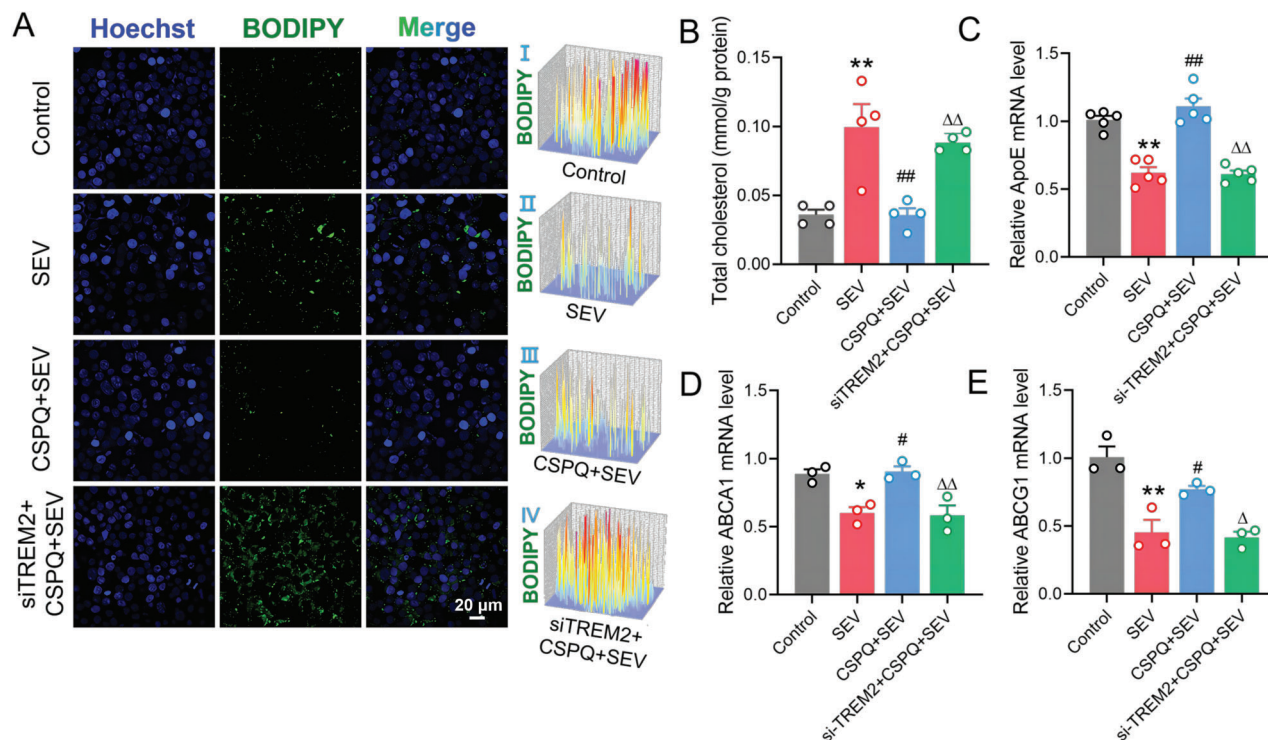 A
Hoechst
BODIPY
Merge
Control
SEV
CSPQ+SEV
siTREM2+
CSPQ+SEV
20 μm
I
BODIPY
Control
II
BODIPY
SEV
III
BODIPY
CSPQ+SEV
IV
BODIPY
siTREM2+
CSPQ+SEV
B
Total cholesterol (mmol/g protein)
0.15
0.10
0.05
0.00
**
##
ΔΔ
Control
SEV
CSPQ+SEV
siTREM2+CSPQ+SEV
C
Relative ApoE mRNA level
1.5
1.0
0.5
0.0
**
##
ΔΔ
Control
SEV
CSPQ+SEV
si-TREM2+CSPQ+SEV
D
Relative ABCA1 mRNA level
1.5
1.0
0.5
0.0
*
#
ΔΔ
Control
SEV
CSPQ+SEV
si-TREM2+CSPQ+SEV
E
Relative ABCG1 mRNA level
1.5
1.0
0.5
0.0
**
#
Δ
Control
SEV
CSPQ+SEV
si-TREM2+CSPQ+SEV